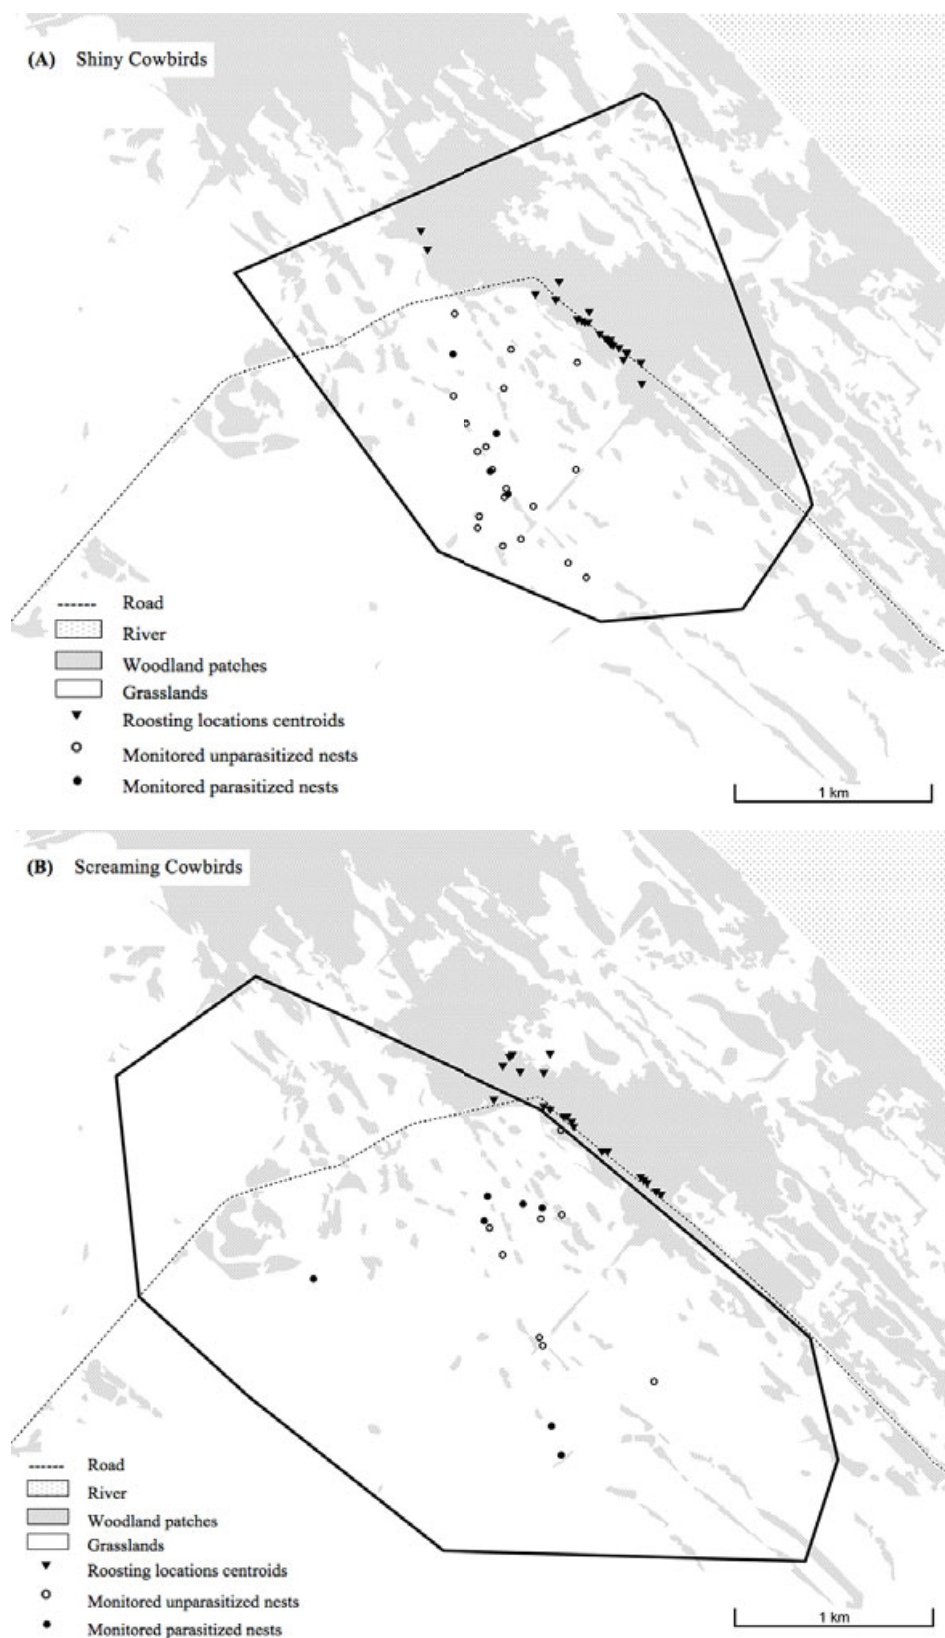 (A) Shiny Cowbirds
Road
River
Woodland patches
Grasslands
Roosting locations centroids
Monitored unparasitized nests
Monitored parasitized nests
1 km
(B) Screaming Cowbirds
Road
River
Woodland patches
Grasslands
Roosting locations centroids
Monitored unparasitized nests
Monitored parasitized nests
1 km